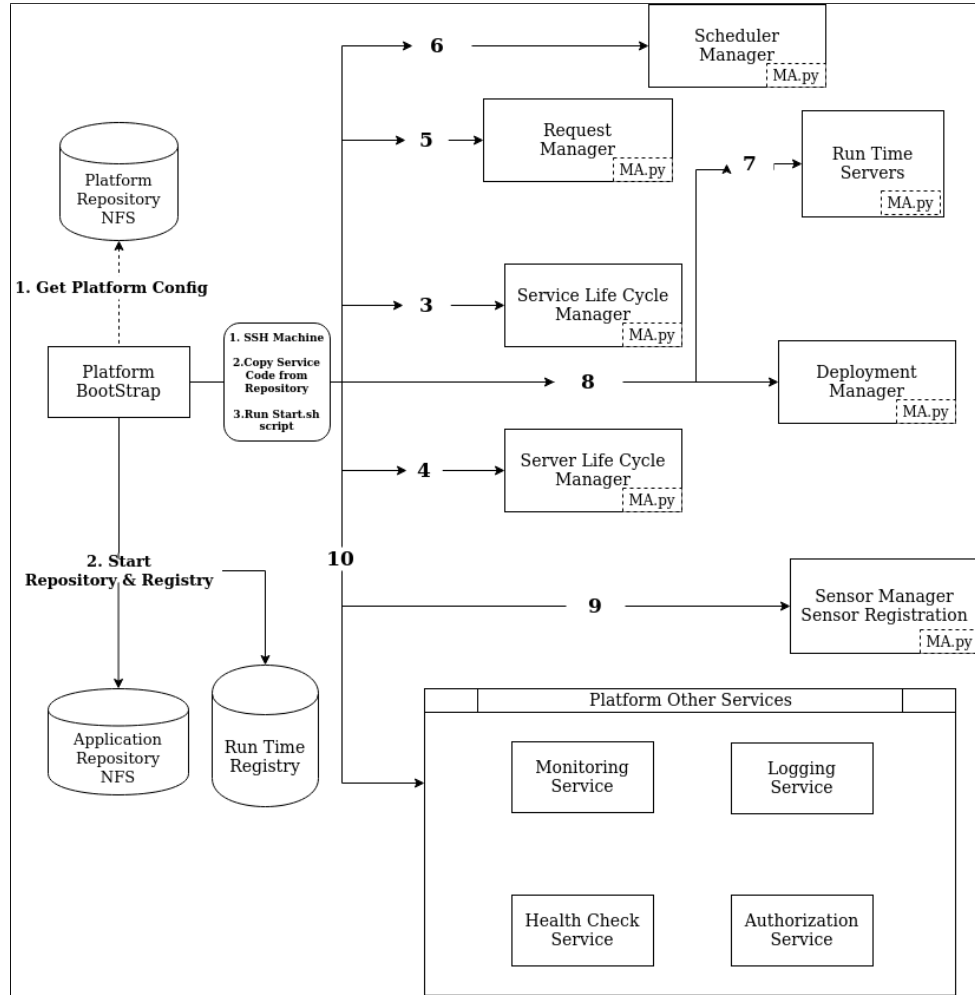 6
Scheduler
Manager
MA.py
5
Request
Manager
MA.py
7
Run Time
Servers
MA.py
Platform
Repository
NFS
1. Get Platform Config
3
Service Life Cycle
Manager
MA.py
Platform
BootStrap
1. SSH Machine
2.Copy Service
Code from
Repository
3.Run Start.sh
script
8
Deployment
Manager
MA.py
4
Server Life Cycle
Manager
MA.py
2. Start
Repository & Registry
10
9
Sensor Manager
Sensor Registration
MA.py
Application
Repository
NFS
Run Time
Registry
Platform Other Services
Monitoring
Service
Logging
Service
Health Check
Service
Authorization
Service